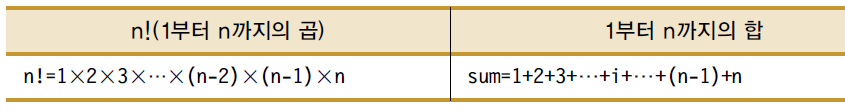 n!(1부터 n까지의 곱) 1부터 n까지의 합
n!=1×2×3×⋯×(n-2)×(n-1)×n sum=1+2+3+⋯+i+⋯+(n-1)+n